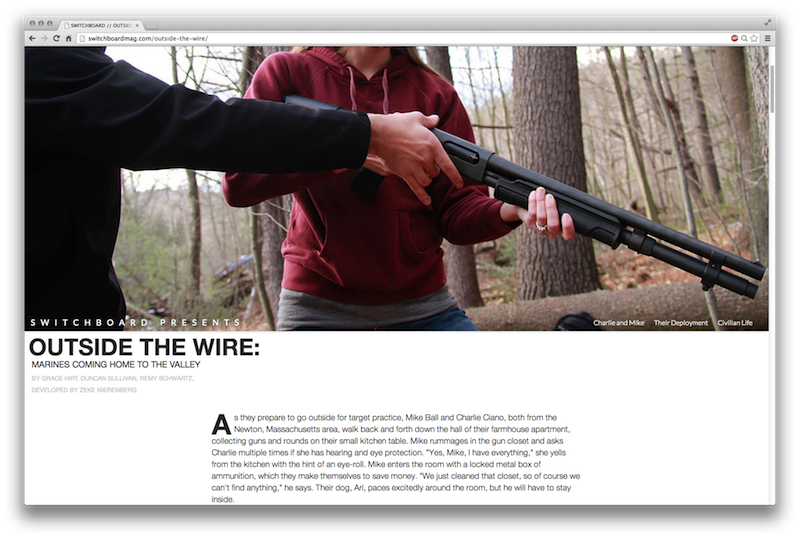 SWITCHBOARD // OUTSID
switchboardmag.com/outside-the-wire/
SWITCHBOARD PRESENTS
Charlie and Mike Their Deployment Civilian Life
OUTSIDE THE WIRE:
MARINES COMING HOME TO THE VALLEY
BY GRACE HIRT, DUNCAN SULLIVAN, REMY SCHWARTZ,
DEVELOPED BY ZEKE NIERENBERG
As they prepare to go outside for target practice, Mike Ball and Charlie Ciano, both from the
Newton, Massachusetts area, walk back and forth down the hall of their farmhouse apartment,
collecting guns and rounds on their small kitchen table. Mike rummages in the gun closet and asks
Charlie multiple times if she has hearing and eye protection. "Yes, Mike, I have everything," she yells
from the kitchen with the hint of an eye-roll. Mike enters the room with a locked metal box of
ammunition, which they make themselves to save money. "We just cleaned that closet, so of course we
can't find anything," he says. Their dog, Ari, paces excitedly around the room, but he will have to stay
inside.